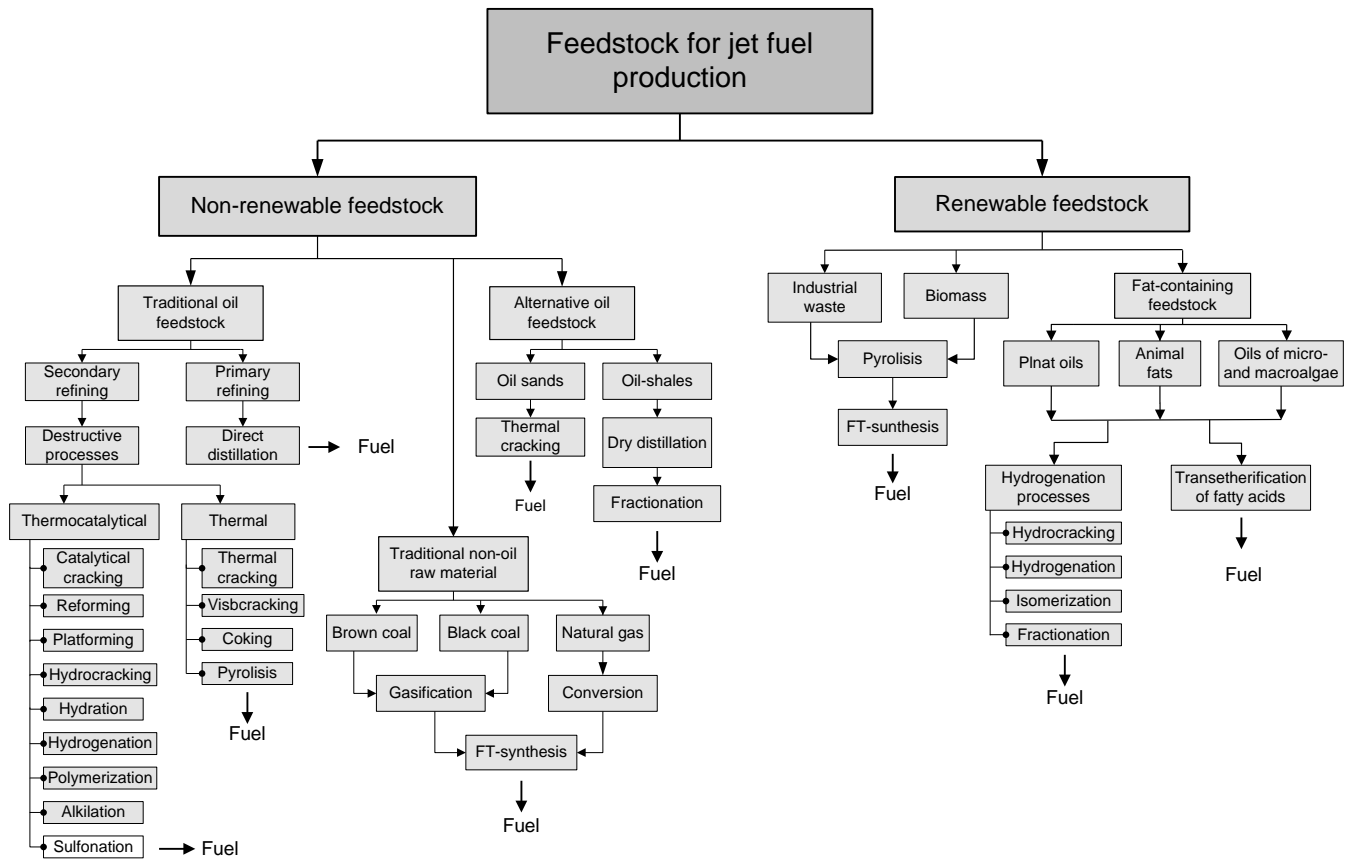 Feedstock for jet fuel
production
Non-renewable feedstock
Renewable feedstock
Traditional oil
feedstock
Alternative oil
feedstock
Industrial
waste
Biomass
Fat-containing
feedstock
Secondary
refining
Primary
refining
Oil sands
Oil-shales
Pyrolisis
Plnat oils
Animal
fats
Oils of micro-
and macroalgae
Destructive
processes
Direct
distillation
Fuel
Thermal
cracking
Dry distillation
FT-sunthesis
Fuel
Fuel
Fractionation
Hydrogenation
processes
Transetherification
of fatty acids
Thermocatalytical
Thermal
Catalytical
cracking
Reforming
Platforming
Hydrocracking
Hydration
Hydrogenation
Polymerization
Alkilation
Sulfonation
Fuel
Thermal
cracking
Visbcracking
Coking
Pyrolisis
Fuel
Traditional non-oil
raw material
Fuel
Brown coal
Black coal
Natural gas
Gasification
Conversion
FT-synthesis
Fuel
Hydrocracking
Hydrogenation
Isomerization
Fractionation
Fuel
Fuel